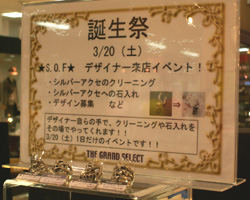 誕生祭
3/20（土）
★S.O.F★ デザイナー来店イベント！
・シルバーアクセのクリーニング
・シルバーアクセへの石入れ
・デザイン募集 など
デザイナー自らの手で、クリーニングや石入れを
その場でやってくれます！！
3/20（土）1日だけのイベントです！！
THE GRAND SELECT